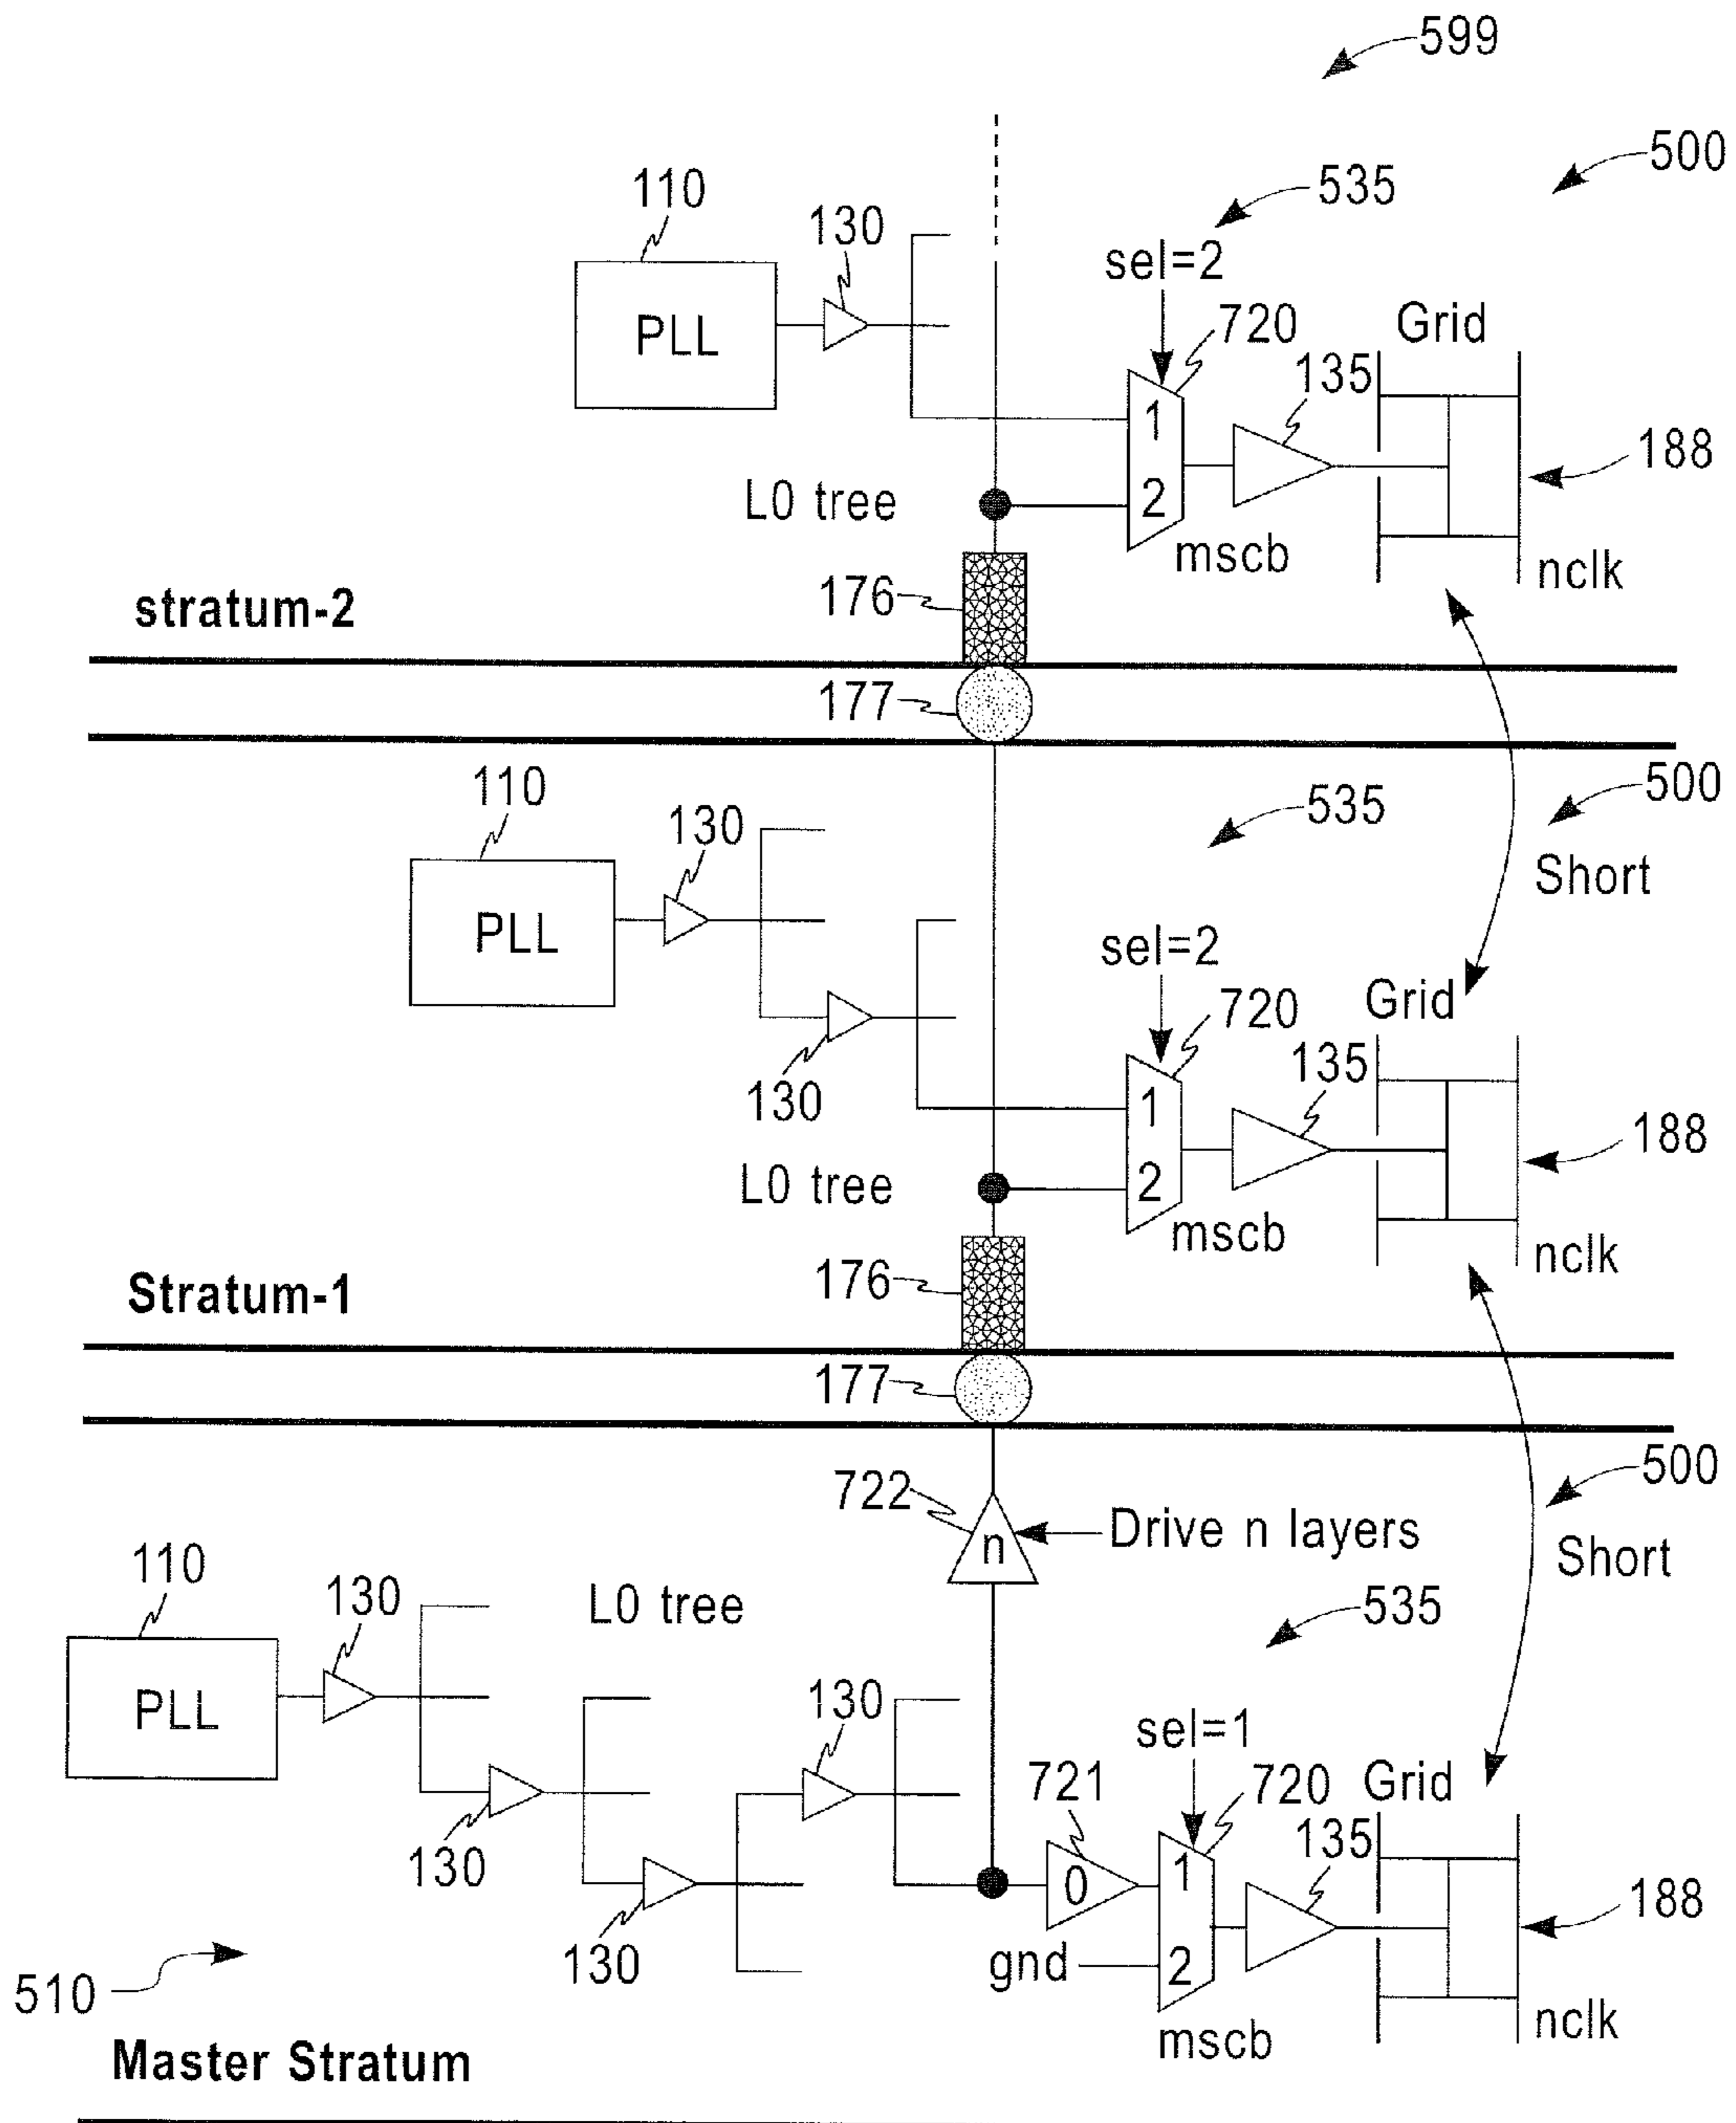 599
500
110
130
535
sel=2
720
Grid
PLL
135
1
188
L0 tree
2
mscb
nclk
176
stratum-2
177
500
110
130
535
Short
PLL
sel=2
720
Grid
130
135
1
188
L0 tree
2
mscb
nclk
176
Stratum-1
177
500
722
n
Drive n layers
Short
110
130
L0 tree
535
PLL
130
sel=1
721
720
Grid
130
135
1
0
188
130
gnd
2
510
nclk
mscb
Master Stratum